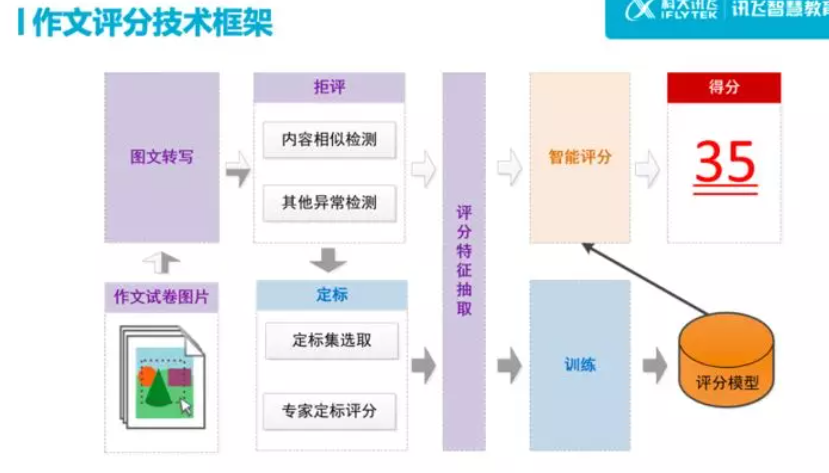 作文评分技术框架
科大讯飞
iFLYTEK
讯飞智慧教育
图文转写
拒评
内容相似检测
其他异常检测
评分特征抽取
智能评分
得分
35
作文试卷图片
定标
定标集选取
专家定标评分
训练
评分模型